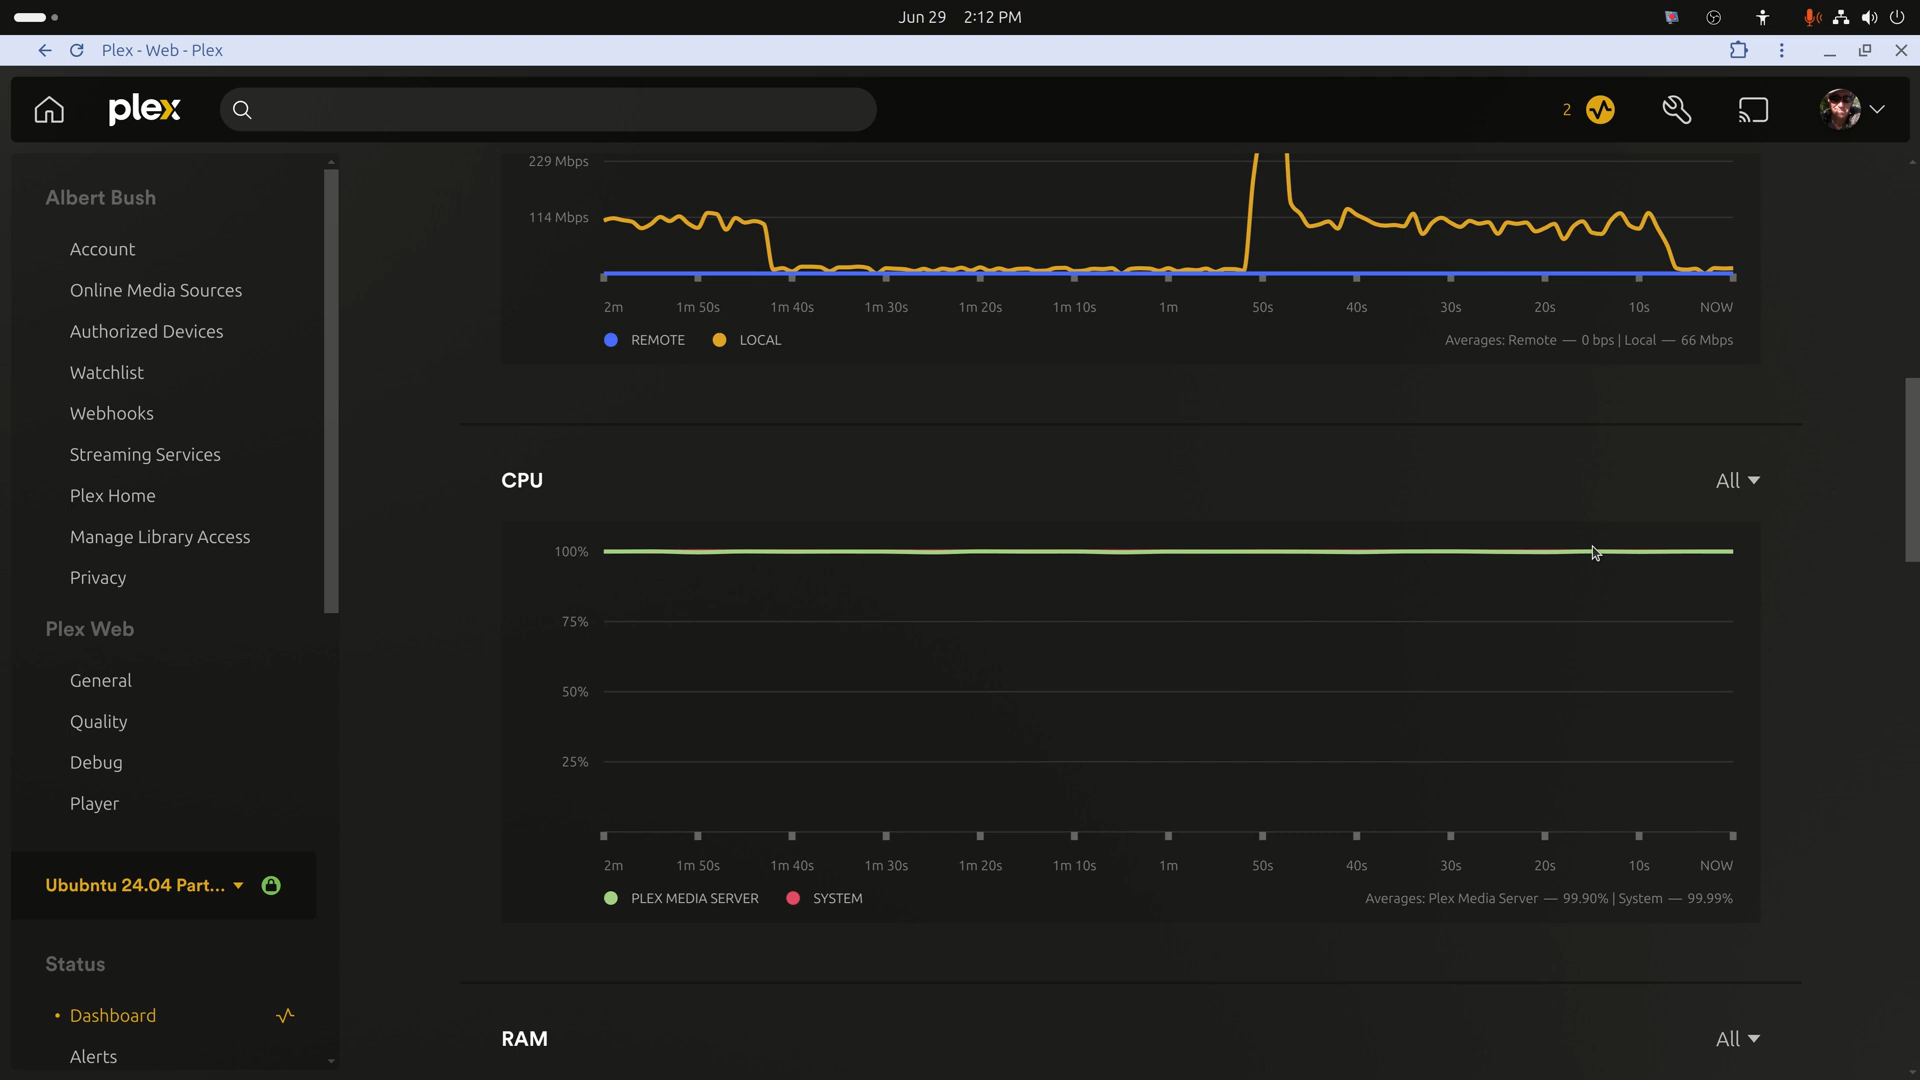 Jun 29 2:12 PM
Plex - Web - Plex
plex
2
Albert Bush
Account
Online Media Sources
Authorized Devices
Watchlist
Webhooks
Streaming Services
Plex Home
Manage Library Access
Privacy
Plex Web
General
Quality
Debug
Player
Ububntu 24.04 Part...
Status
Dashboard
Alerts
229 Mbps
114 Mbps
2m 1m 50s 1m 40s 1m 30s 1m 20s 1m 10s 1m 50s 40s 30s 20s 10s NOW
REMOTE LOCAL Averages: Remote — 0 bps | Local — 66 Mbps
CPU All
100%
75%
50%
25%
2m 1m 50s 1m 40s 1m 30s 1m 20s 1m 10s 1m 50s 40s 30s 20s 10s NOW
PLEX MEDIA SERVER SYSTEM Averages: Plex Media Server — 99.90% | System — 99.99%
RAM All